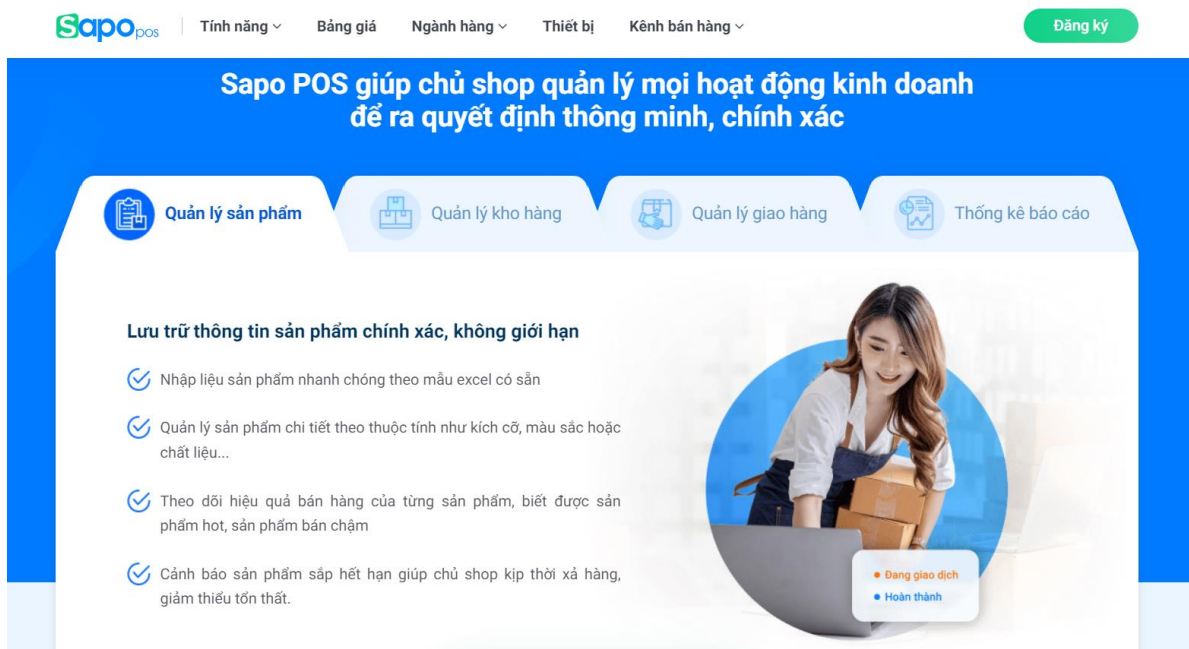 Sapo pos
Tính năng
Bảng giá
Ngành hàng
Thiết bị
Kênh bán hàng
Đăng ký
Sapo POS giúp chủ shop quản lý mọi hoạt động kinh doanh
để ra quyết định thông minh, chính xác
Quản lý sản phẩm
Quản lý kho hàng
Quản lý giao hàng
Thống kê báo cáo
Lưu trữ thông tin sản phẩm chính xác, không giới hạn
Nhập liệu sản phẩm nhanh chóng theo mẫu excel có sẵn
Quản lý sản phẩm chi tiết theo thuộc tính như kích cỡ, màu sắc hoặc
chất liệu...
Theo dõi hiệu quả bán hàng của từng sản phẩm, biết được sản
phẩm hot, sản phẩm bán chậm
Cảnh báo sản phẩm sắp hết hạn giúp chủ shop kịp thời xả hàng,
giảm thiểu tổn thất.
Đang giao dịch
Hoàn thành